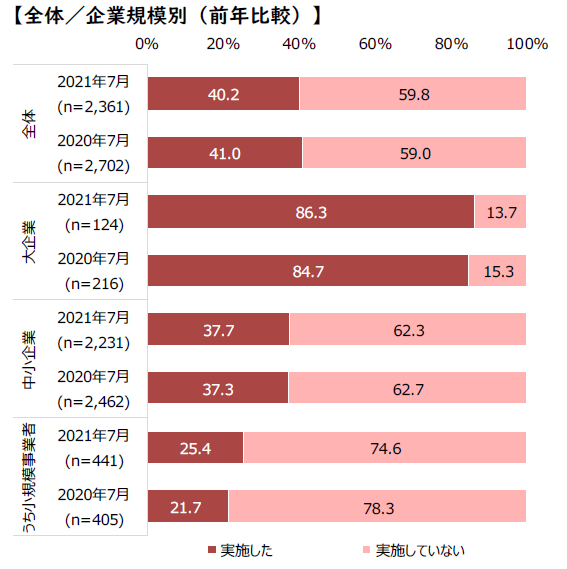 【全体／企業規模別（前年比較）】
0% 20% 40% 60% 80% 100%
全体
2021年7月
(n=2,361)
40.2 59.8
2020年7月
(n=2,702)
41.0 59.0
大企業
2021年7月
(n=124)
86.3 13.7
2020年7月
(n=216)
84.7 15.3
中小企業
2021年7月
(n=2,231)
37.7 62.3
2020年7月
(n=2,462)
37.3 62.7
うち小規模事業者
2021年7月
(n=441)
25.4 74.6
2020年7月
(n=405)
21.7 78.3
実施した 実施していない